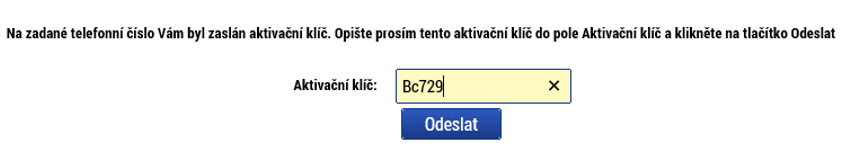 Na zadané telefonní číslo Vám byl zaslán aktivační klíč. Opište prosím tento aktivační klíč do pole Aktivační klíč a klikněte na tlačítko Odeslat
Aktivační klíč: Bc729
Odeslat